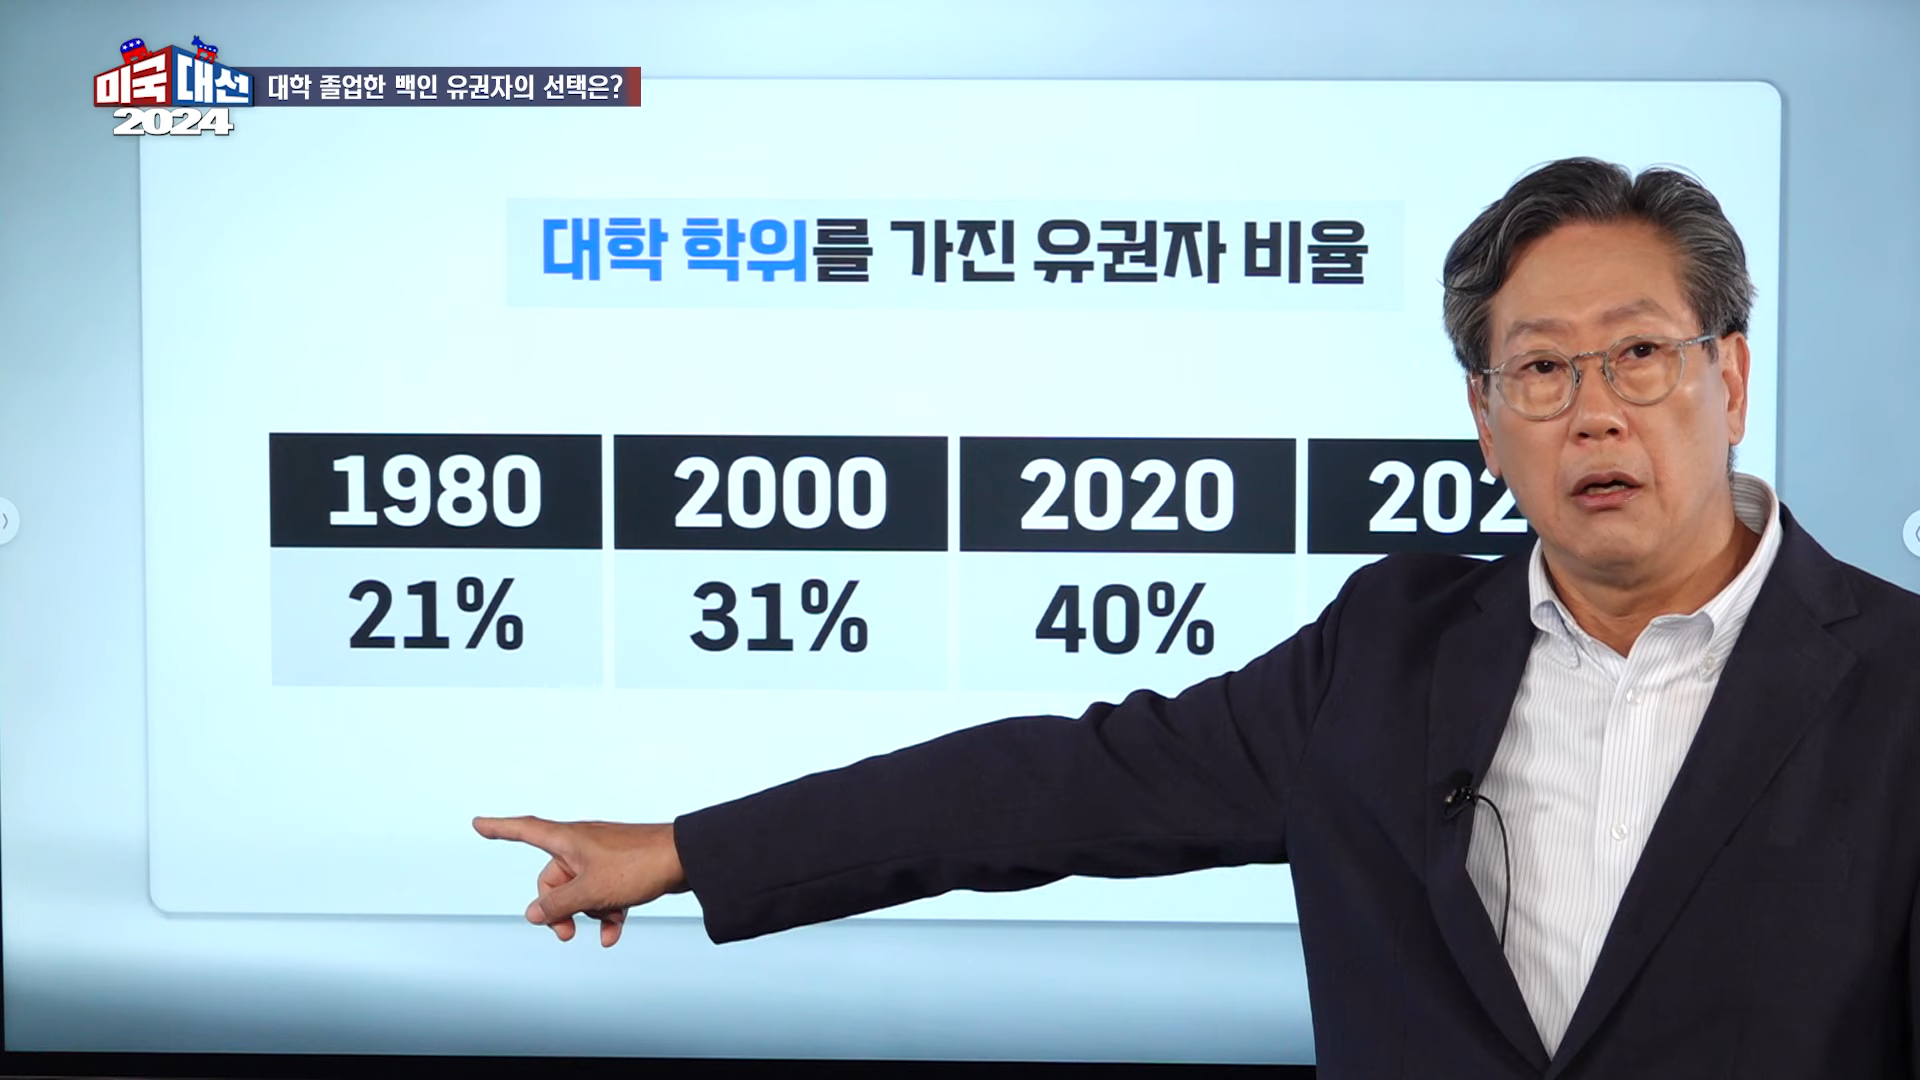 미국 대선
2024
대학 졸업한 백인 유권자의 선택은?
대학 학위를 가진 유권자 비율
1980 2000 2020
21% 31% 40%